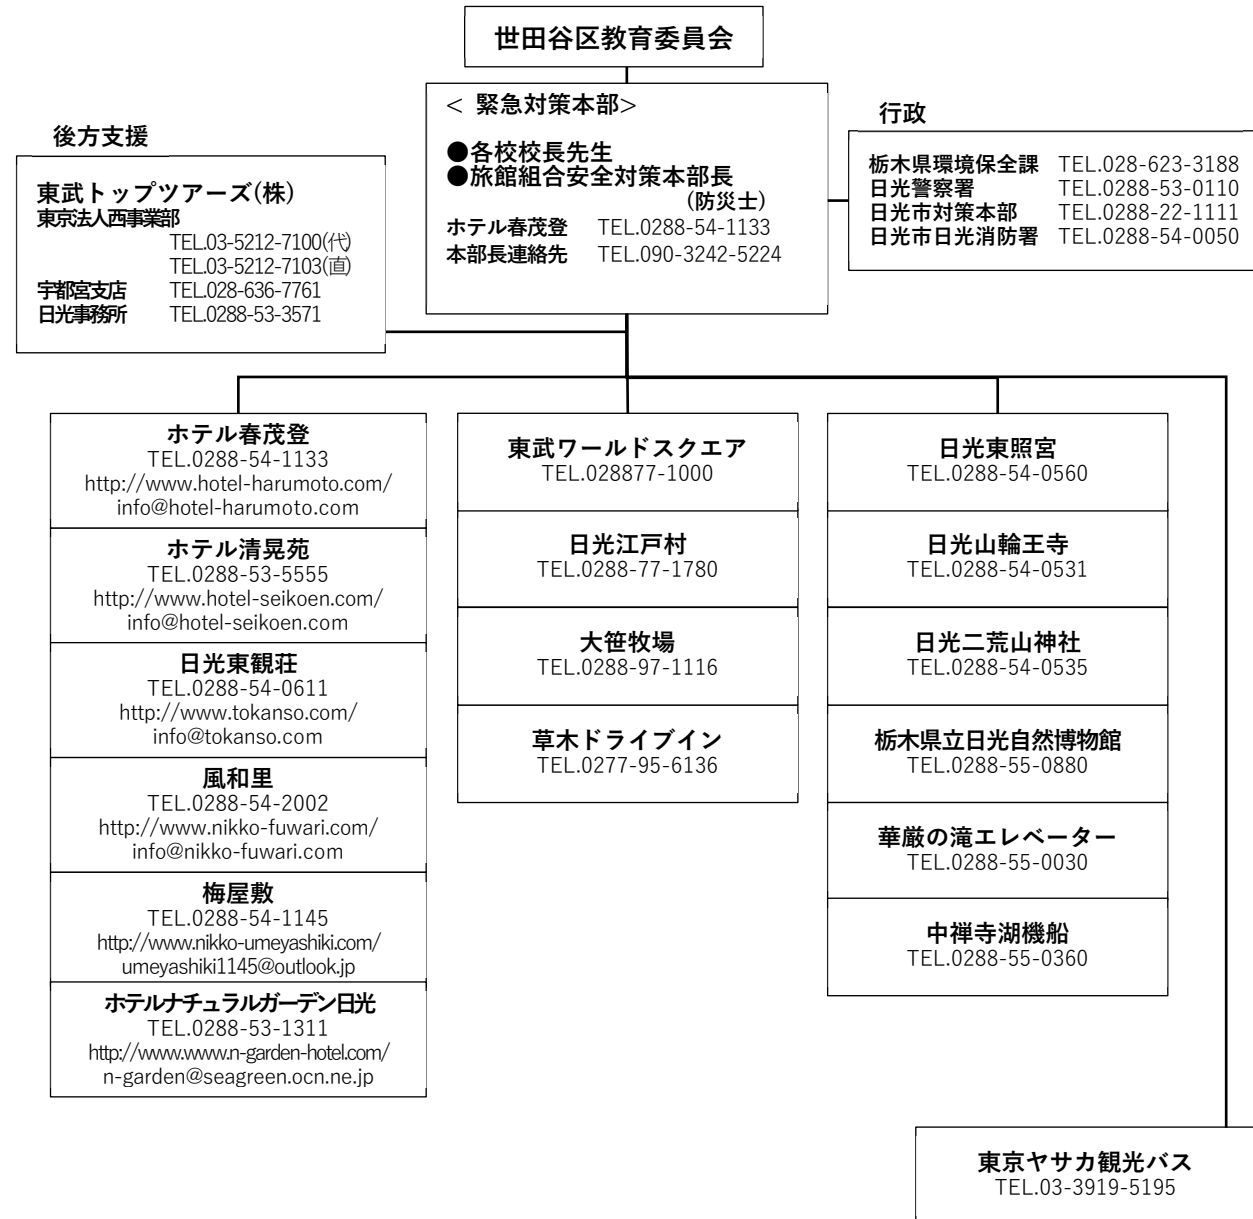 世田谷区教育委員会
< 緊急対策本部>
●各校校長先生
●旅館組合安全対策本部長
(防災士)
ホテル春茂登 TEL.0288-54-1133
本部長連絡先 TEL.090-3242-5224
後方支援
東武トップツアーズ(株)
東京法人西事業部
TEL.03-5212-7100(代)
TEL.03-5212-7103(直)
宇都宮支店 TEL.028-636-7761
日光事務所 TEL.0288-53-3571
行政
栃木県環境保全課 TEL.028-623-3188
日光警察署 TEL.0288-53-0110
日光市対策本部 TEL.0288-22-1111
日光市日光消防署 TEL.0288-54-0050
ホテル春茂登
TEL.0288-54-1133
http://www.hotel-harumoto.com/
info@hotel-harumoto.com
ホテル清晃苑
TEL.0288-53-5555
http://www.hotel-seikoen.com/
info@hotel-seikoen.com
日光東観荘
TEL.0288-54-0611
http://www.tokanso.com/
info@tokanso.com
風和里
TEL.0288-54-2002
http://www.nikko-fuwari.com/
info@nikko-fuwari.com
梅屋敷
TEL.0288-54-1145
http://www.nikko-umeyashiki.com/
umeyashiki1145@outlook.jp
ホテルナチュラルガーデン日光
TEL.0288-53-1311
http://www.www.n-garden-hotel.com/
n-garden@seagreen.ocn.ne.jp
東武ワールドスクエア
TEL.028877-1000
日光江戸村
TEL.0288-77-1780
大笹牧場
TEL.0288-97-1116
草木ドライブイン
TEL.0277-95-6136
日光東照宮
TEL.0288-54-0560
日光山輪王寺
TEL.0288-54-0531
日光二荒山神社
TEL.0288-54-0535
栃木県立日光自然博物館
TEL.0288-55-0880
華厳の滝エレベーター
TEL.0288-55-0030
中禅寺湖機船
TEL.0288-55-0360
東京ヤサカ観光バス
TEL.03-3919-5195